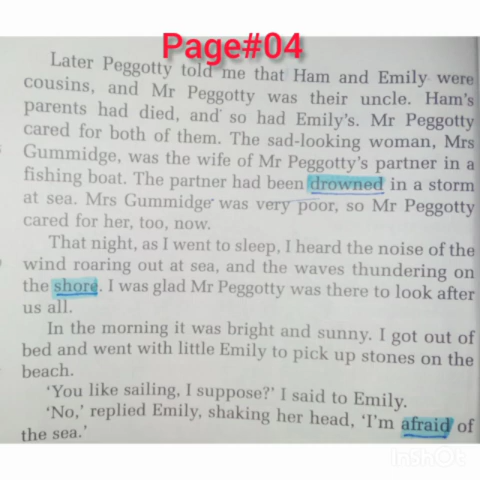 Page#04
Later Peggotty told me that Ham and Emily were
cousins, and Mr Peggotty was their uncle. Ham's
parents had died, and so had Emily's. Mr Peggotty
cared for both of them. The sad-looking woman, Mrs
Gummidge, was the wife of Mr Peggotty's partner in a
fishing boat. The partner had been drowned in a storm
at sea. Mrs Gummidge was very poor, so Mr Peggotty
cared for her, too, now.
That night, as I went to sleep, I heard the noise of the
wind roaring out at sea, and the waves thundering on
the shore. I was glad Mr Peggotty was there to look after
us all.
In the morning it was bright and sunny. I got out of
bed and went with little Emily to pick up stones on the
beach.
'You like sailing, I suppose?' I said to Emily.
'No,' replied Emily, shaking her head, 'I'm afraid of
the sea.'
InShOt